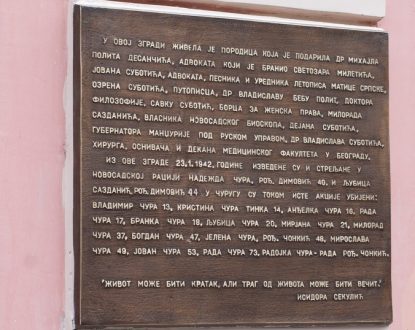 У ОВОЈ ЗГРАДИ ЖИВЕЛА ЈЕ ПОРОДИЦА КОЈА ЈЕ ПОДАРИЛА ДР МИХАЈЛА
ПОЛИТА ДЕСАНЧИЋА, АДВОКАТА КОЈИ ЈЕ БРАНИО СВЕТОЗАРА МИЛЕТИЋА,
ЈОВАНА СУБОТИЋА, АДВОКАТА, ПЕСНИКА И УРЕДНИКА ЛЕТОПИСА МАТИЦЕ СРПСКЕ,
ОЗРЕНА СУБОТИЋА, ПУТОПИСЦА, ДР ВЛАДИСЛАВУ БЕБУ ПОЛИТ, ДОКТОРА
ФИЛОЗОФИЈЕ, САВКУ СУБОТИЋ, БОРЦА ЗА ЖЕНСКА ПРАВА, МИЛОРАДА
САЗДАНИЋА, ВЛАСНИКА НОВОСАДСКОГ БИОСКОПА, ДЕЈАНА СУБОТИЋА,
ГУБЕРНАТОРА МАНЏУРИЈЕ ПОД РУСКОМ УПРАВОМ, ДР ВЛАДИСЛАВА СУБОТИЋА,
ХИРУРГА, ОСНИВАЧА И ДЕКАНА МЕДИЦИНСКОГ ФАКУЛТЕТА У БЕОГРАДУ.
ИЗ ОВЕ ЗГРАДЕ 23.1.1942. ГОДИНЕ ИЗВЕДЕНЕ СУ И СТРЕЉАНЕ У
НОВОСАДСКОЈ РАЦИЈИ НАДЕЖДА ЧУРА, РОЂ. ДИМОВИЋ 40. И ЉУБИЦА
САЗДАНИЋ, РОЂ. ДИМОВИЋ 44 У ЧУРУГУ СУ ТОКОМ ИСТЕ АКЦИЈЕ УБИЈЕНИ:
ВЛАДИМИР ЧУРА 13, КРИСТИНА ЧУРА ТИНКА 14, АНЂЕЛКА ЧУРА 16, РАДА
ЧУРА 17, БРАНКА ЧУРА 18, ЉУБИЦА ЧУРА 20, МИРЈАНА ЧУРА 21, МИЛОРАД
ЧУРА 37, БОГДАН ЧУРА 47, ЈЕЛЕНА ЧУРА, РОЂ. ЧОНКИЋ 48, МИРОСЛАВА
ЧУРА 49, ЈОВАН ЧУРА 53, РАДА ЧУРА 73, РАДОЈКА ЧУРА - РАДА РОЂ. ЧОНКИЋ.
"ЖИВОТ МОЖЕ БИТИ КРАТАК, АЛИ ТРАГ ОД ЖИВОТА МОЖЕ БИТИ ВЕЧИТ."
ИСИДОРА СЕКУЛИЋ